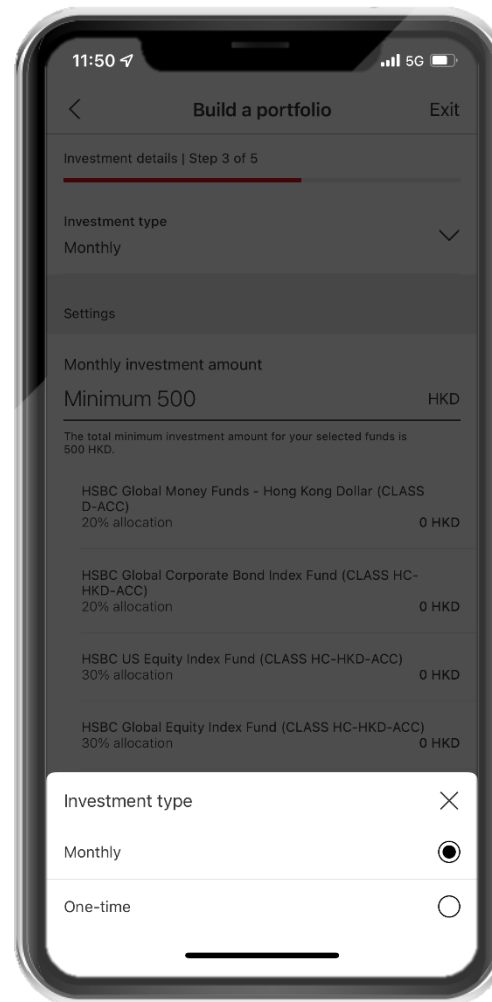 11:50
5G
Build a portfolio
Exit
Investment details | Step 3 of 5
Investment type
Monthly
Settings
Monthly investment amount
Minimum 500
HKD
The total minimum investment amount for your selected funds is
500 HKD.
HSBC Global Money Funds - Hong Kong Dollar (CLASS
D-ACC)
20% allocation
0 HKD
HSBC Global Corporate Bond Index Fund (CLASS HC-
HKD-ACC)
20% allocation
0 HKD
HSBC US Equity Index Fund (CLASS HC-HKD-ACC)
30% allocation
0 HKD
HSBC Global Equity Index Fund (CLASS HC-HKD-ACC)
30% allocation
0 HKD
Investment type
Monthly
One-time